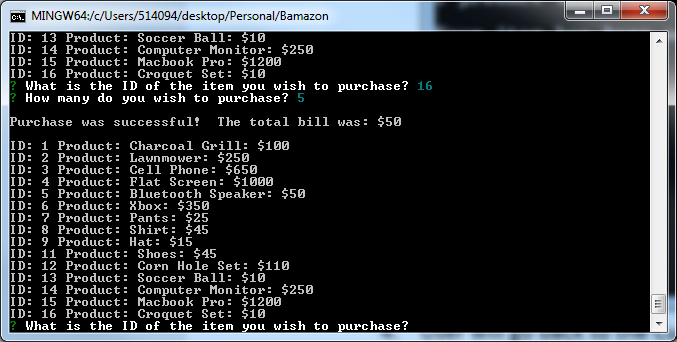 MINGW64:/c/Users/514094/desktop/Personal/Bamazon
ID: 13 Product: Soccer Ball: $10
ID: 14 Product: Computer Monitor: $250
ID: 15 Product: Macbook Pro: $1200
ID: 16 Product: Croquet Set: $10
? What is the ID of the item you wish to purchase? 16
? How many do you wish to purchase? 5
Purchase was successful!  The total bill was: $50
ID: 1 Product: Charcoal Grill: $100
ID: 2 Product: Lawnmower: $250
ID: 3 Product: Cell Phone: $650
ID: 4 Product: Flat Screen: $1000
ID: 5 Product: Bluetooth Speaker: $50
ID: 6 Product: Xbox: $350
ID: 7 Product: Pants: $25
ID: 8 Product: Shirt: $45
ID: 9 Product: Hat: $15
ID: 11 Product: Shoes: $45
ID: 12 Product: Corn Hole Set: $110
ID: 13 Product: Soccer Ball: $10
ID: 14 Product: Computer Monitor: $250
ID: 15 Product: Macbook Pro: $1200
ID: 16 Product: Croquet Set: $10
? What is the ID of the item you wish to purchase?